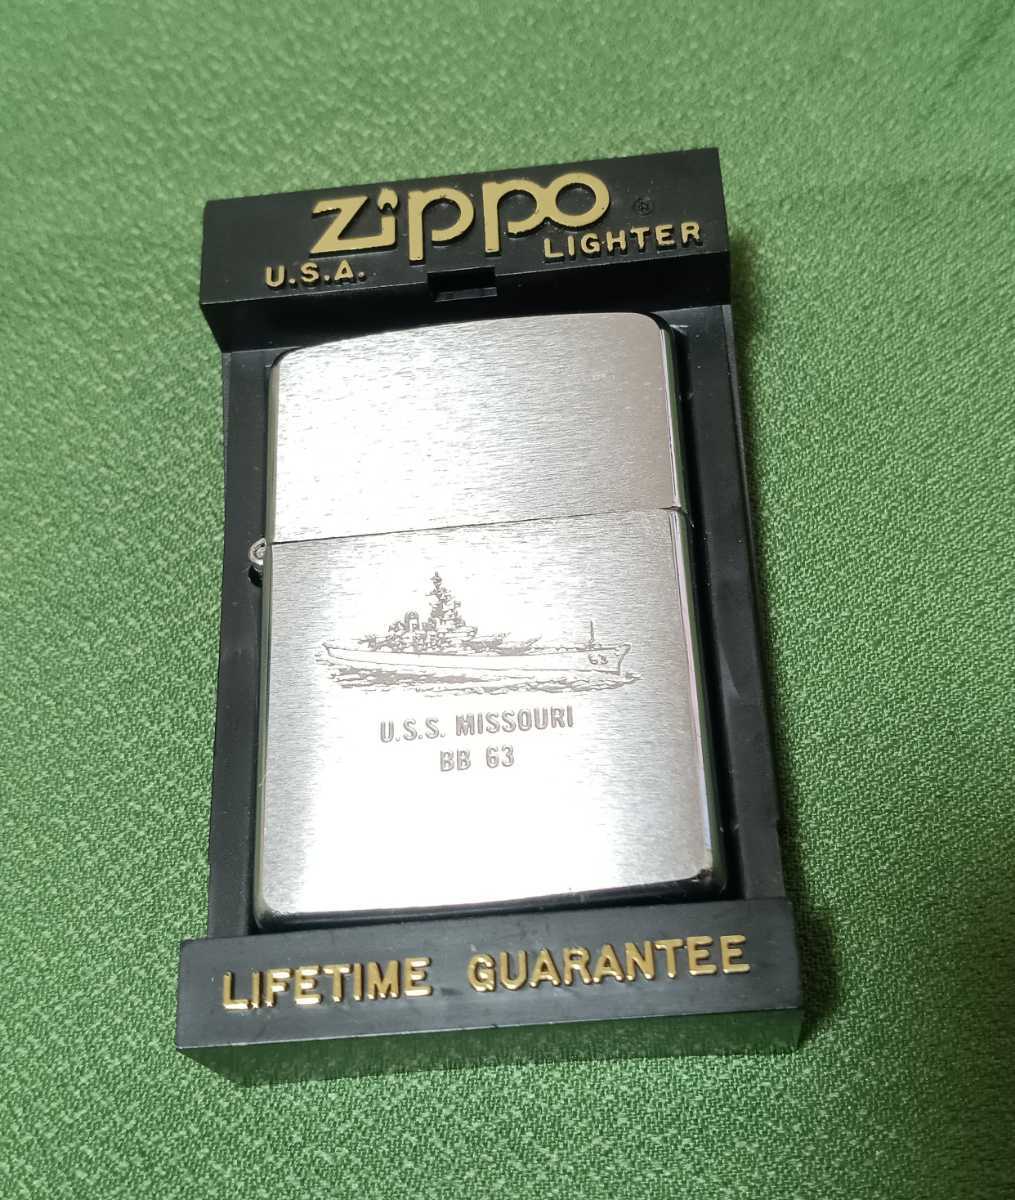 Zippo ®
U.S.A. LIGHTER
63
U.S.S. MISSOURI
BB 63
LIFETIME GUARANTEE